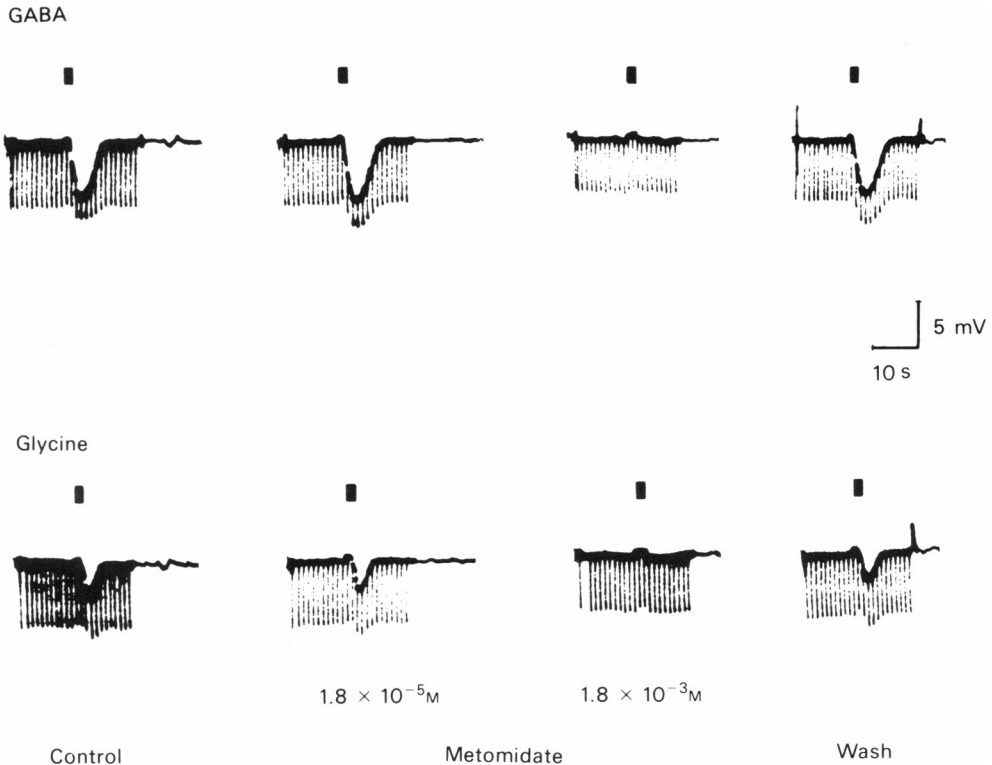 GABA
5 mV
10 s
Glycine
1.8 × 10⁻⁵M
1.8 × 10⁻³M
Control
Metomidate
Wash